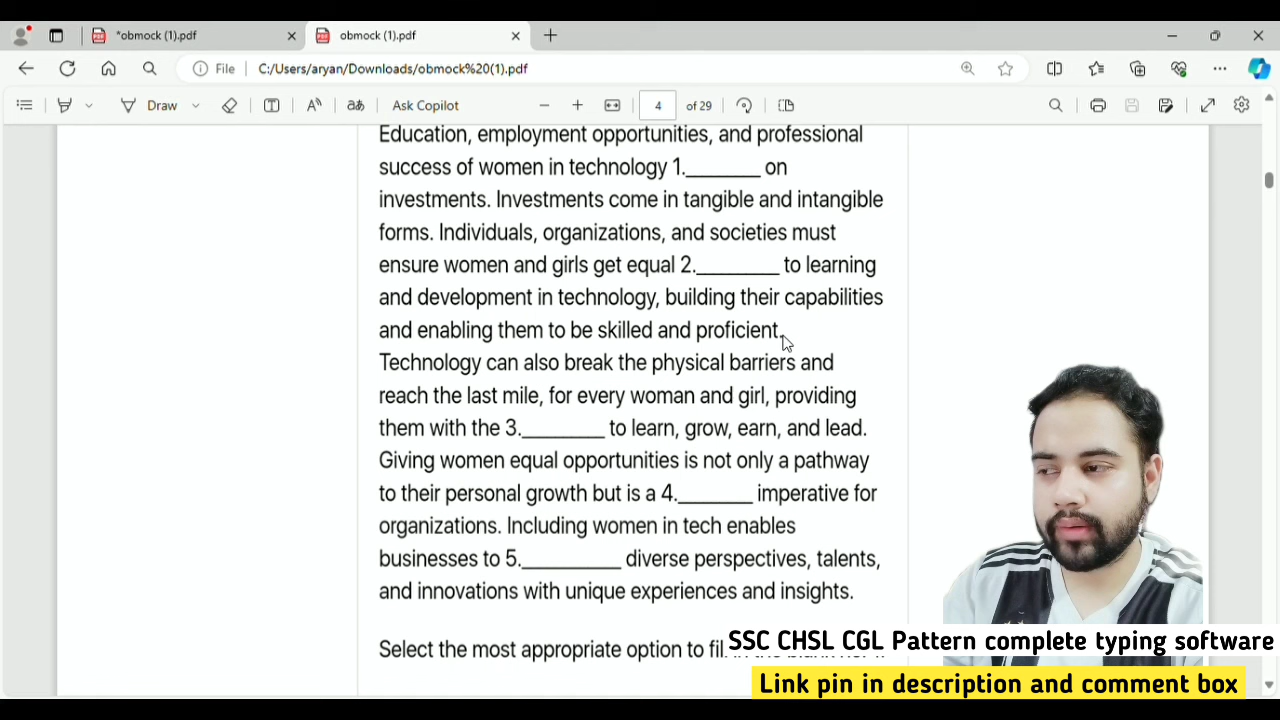 *obmock (1).pdf
obmock (1).pdf
File
C:/Users/aryan/Downloads/obmock%20(1).pdf
Draw
Ask Copilot
4 of 29
Education, employment opportunities, and professional
success of women in technology 1.________ on
investments. Investments come in tangible and intangible
forms. Individuals, organizations, and societies must
ensure women and girls get equal 2._________ to learning
and development in technology, building their capabilities
and enabling them to be skilled and proficient.
Technology can also break the physical barriers and
reach the last mile, for every woman and girl, providing
them with the 3._________ to learn, grow, earn, and lead.
Giving women equal opportunities is not only a pathway
to their personal growth but is a 4.________ imperative for
organizations. Including women in tech enables
businesses to 5.___________ diverse perspectives, talents,
and innovations with unique experiences and insights.
Select the most appropriate option to
SSC CHSL CGL Pattern complete typing software
Link pin in description and comment box